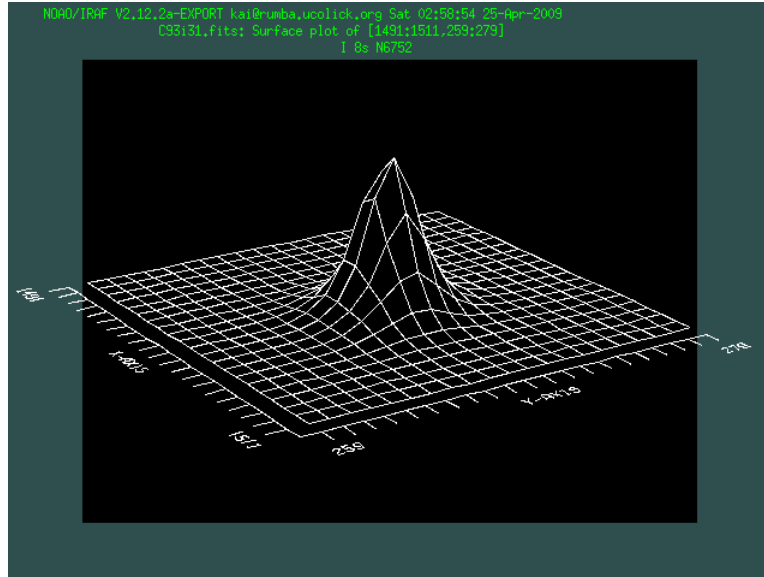 NOAO/IRAF V2.12.2a-EXPORT kai@rumba.ucolick.org Sat 02:58:54 25-Apr-2009
C93i31.fits: Surface plot of [1491:1511,259:279]
I 8s N6752
1491
X-AXIS
1511
259
Y-AXIS
279